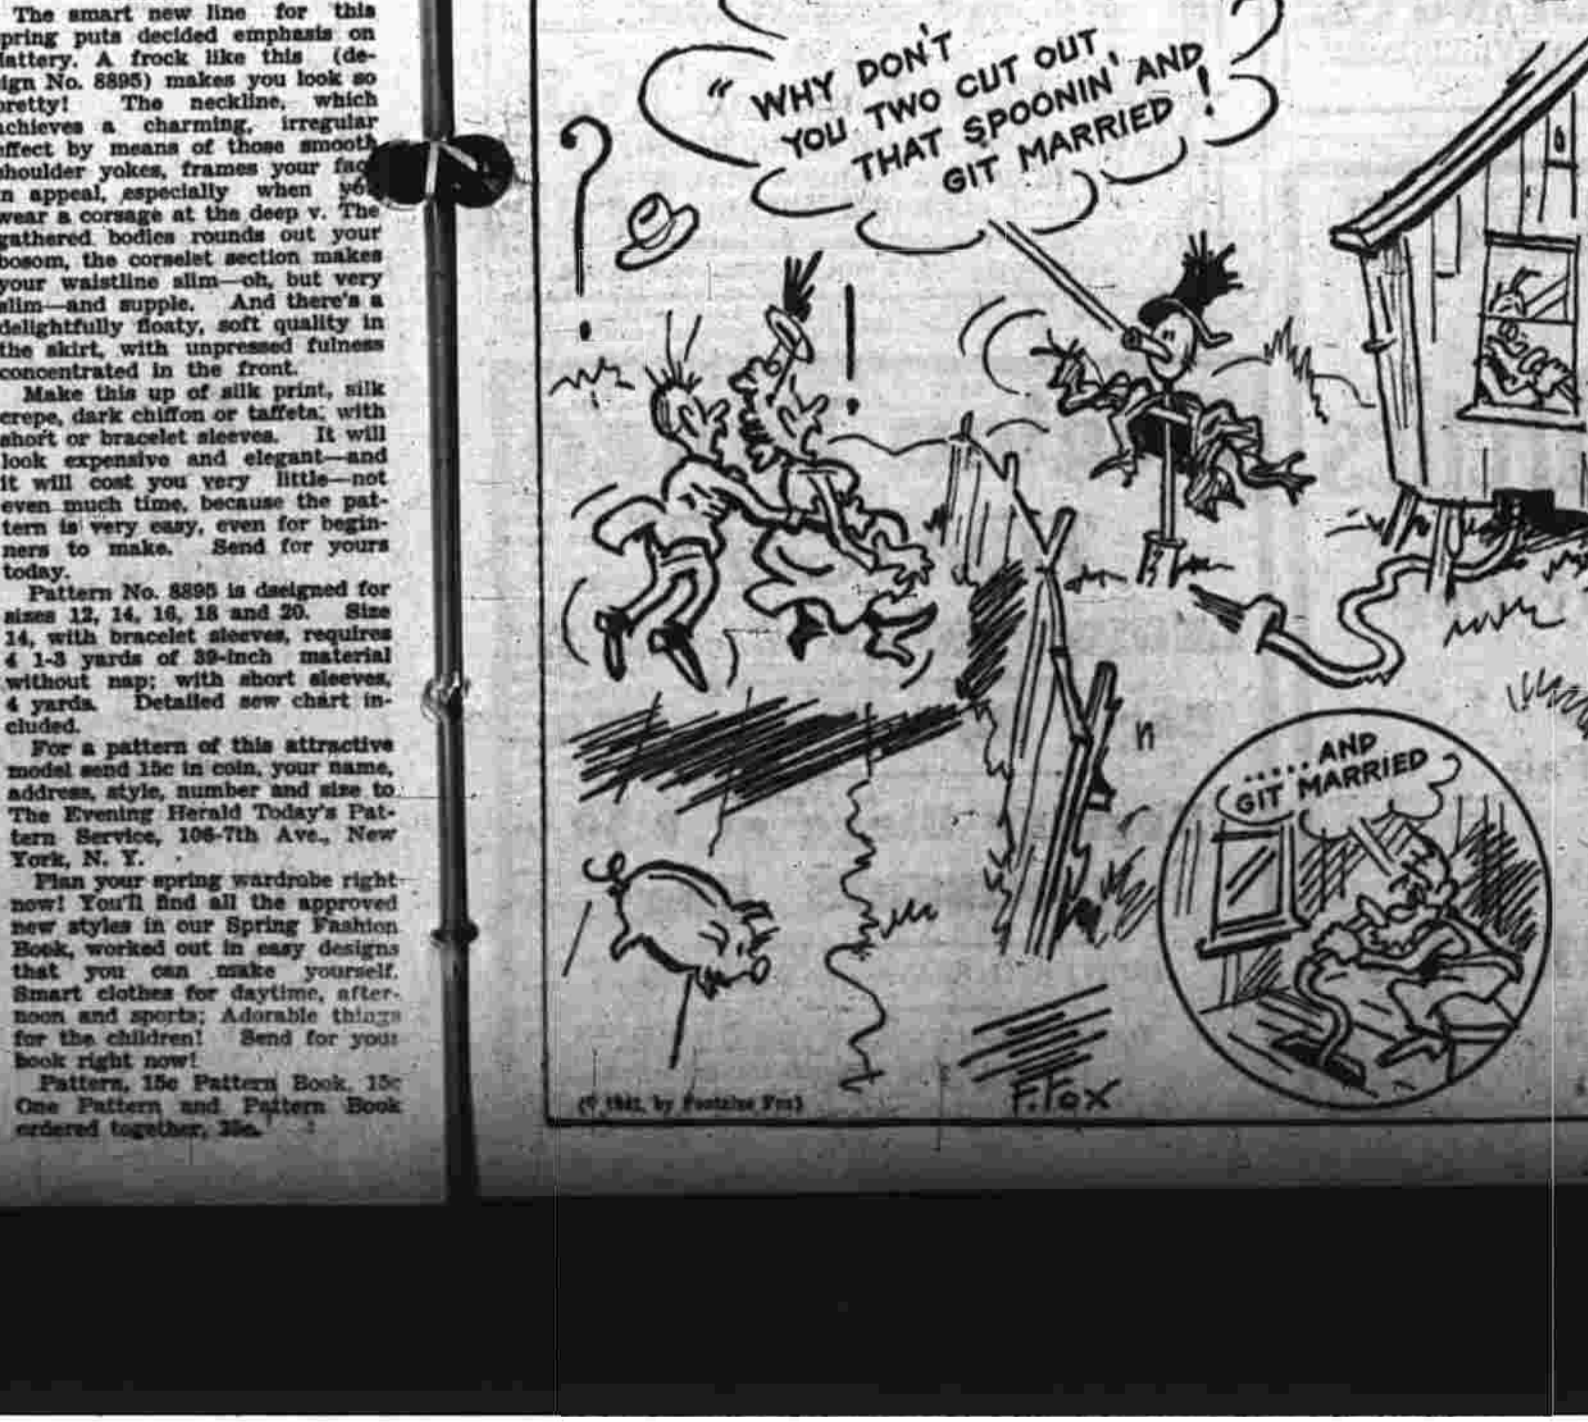 The smart new line for this
pring puts decided emphasis on
lattery. A frock like this (de-
ign No. 8895) makes you look so
pretty! The neckline, which
achieves a charming, irregular
effect by means of those smooth
shoulder yokes, frames your
n appeal, especially when
wear a corsage at the deep v. The
gathered bodies rounds out your
bosom, the corselet section makes
your waistline slim—oh, but very
slim—and supple. And there's a
delightfully floaty, soft quality in
the skirt, with unpressed fulness
concentrated in the front.
Make this up of silk print, silk
crepe, dark chiffon or taffeta; with
short or bracelet sleeves. It will
look expensive and elegant—and
it will cost you very little—not
even much time, because the pat-
tern is very easy, even for begin-
ners to make. Send for yours
today.
Pattern No. 8895 is dseigned for
sizes 12, 14, 16, 18 and 20. Size
14, with bracelet sleeves, requires
4 1-3 yards of 39-inch material
without nap; with short sleeves,
4 yards. Detailed sew chart in-
cluded.
For a pattern of this attractive
model send 15c in coin, your name,
address, style, number and size to
The Evening Herald Today's Pat-
tern Service, 106-7th Ave., New
York, N. Y.
Plan your spring wardrobe right
now! You'll find all the approved
new styles in our Spring Fashion
Book, worked out in easy designs
that you can make yourself.
Smart clothes for daytime, after-
noon and sports; Adorable things
for the children! Send for your
book right now!
Pattern, 15c Pattern Book, 15c
One Pattern and Pattern Book
ordered together, 25c.
"WHY DON'T
YOU TWO CUT OUT
THAT SPOONIN' AND
GIT MARRIED!
?
!
.....AND
GIT MARRIED
by Fontaine Fox)
F. Fox